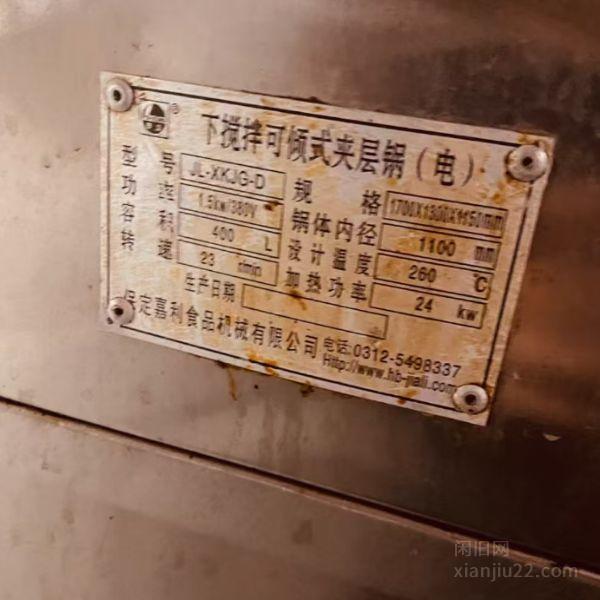 下搅拌可倾式夹层锅(电)
型号 JL-XKJG-D 规格 1700X1300X1150mm
功率 1.5kw/380V 锅体内径 1100 mm
容积 400 L 设计温度 260 ℃
转速 23 r/min 加热功率 24 kw
生产日期
保定嘉利食品机械有限公司 电话:0312-5498337
Http://www.hb-jiali.com
闲旧网
xianjiu22.com